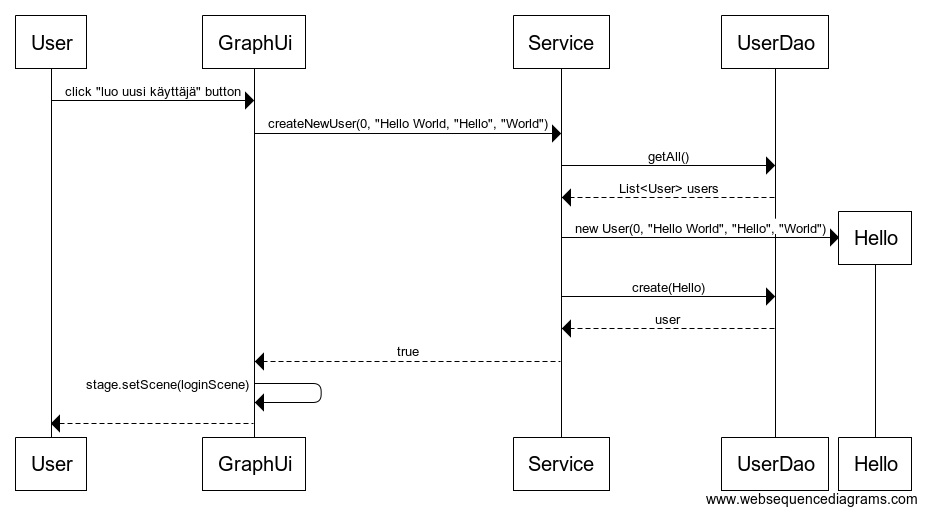 User
GraphUi
Service
UserDao
click "luo uusi käyttäjä" button
createNewUser(0, "Hello World, "Hello", "World")
getAll()
List<User> users
new User(0, "Hello World", "Hello", "World")
Hello
create(Hello)
user
true
stage.setScene(loginScene)
User
GraphUi
Service
UserDao
Hello
www.websequencediagrams.com